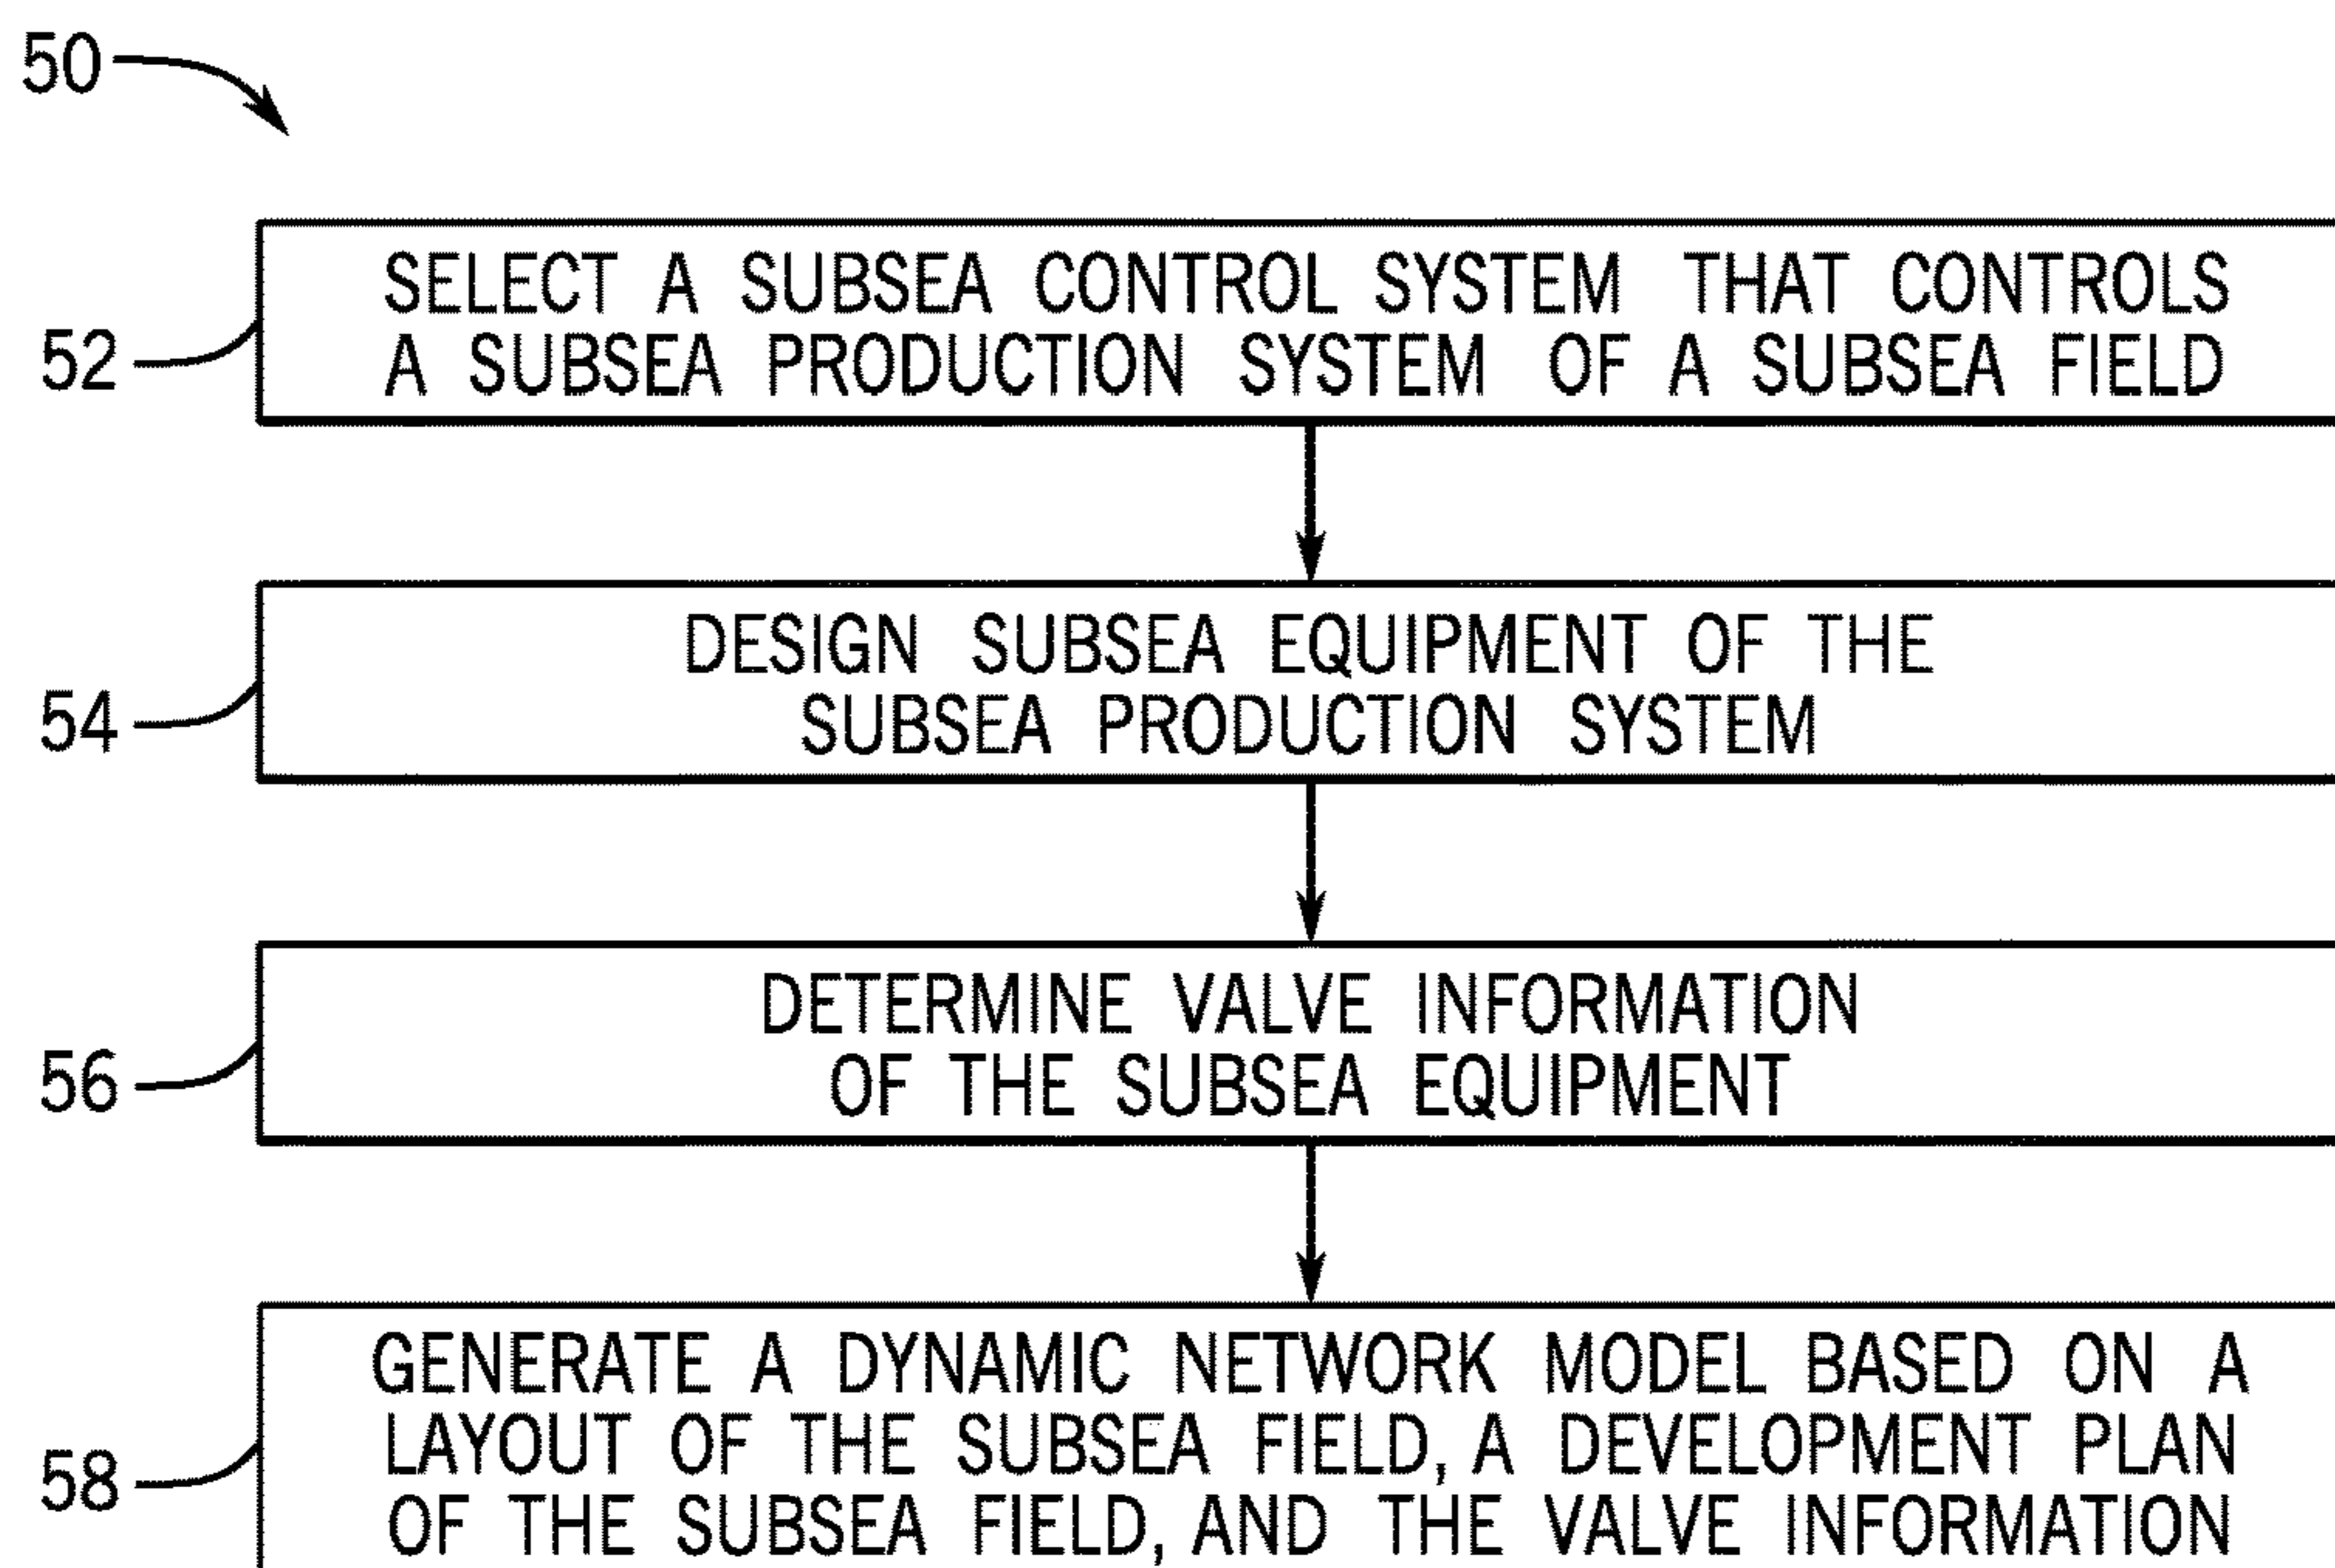 50
52
SELECT A SUBSEA CONTROL SYSTEM THAT CONTROLS
A SUBSEA PRODUCTION SYSTEM OF A SUBSEA FIELD
54
DESIGN SUBSEA EQUIPMENT OF THE
SUBSEA PRODUCTION SYSTEM
56
DETERMINE VALVE INFORMATION
OF THE SUBSEA EQUIPMENT
58
GENERATE A DYNAMIC NETWORK MODEL BASED ON A
LAYOUT OF THE SUBSEA FIELD, A DEVELOPMENT PLAN
OF THE SUBSEA FIELD, AND THE VALVE INFORMATION